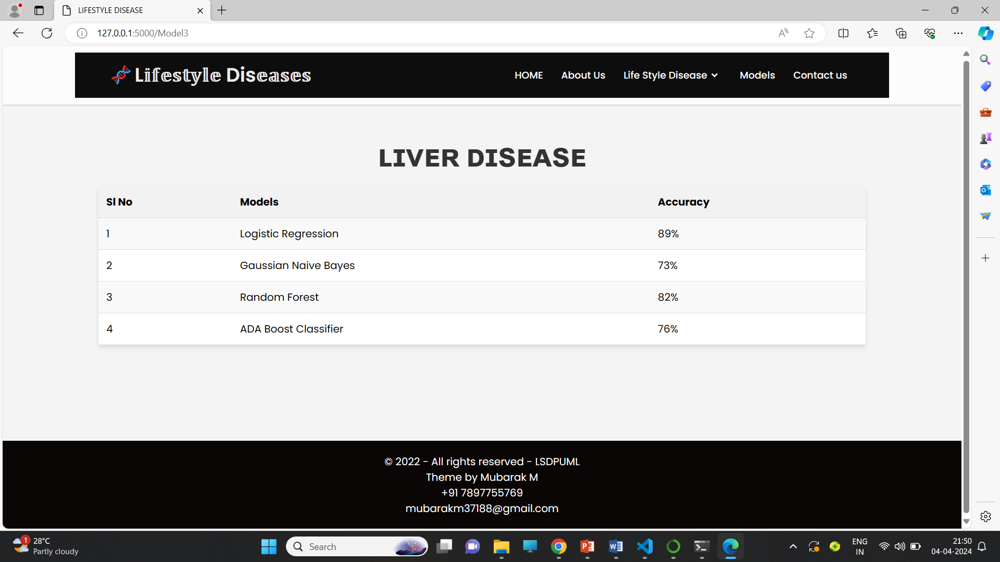 LIFESTYLE DISEASE
127.0.0.1:5000/Model3
Lifestyle Diseases
HOME About Us Life Style Disease Models Contact us
LIVER DISEASE
Sl No Models Accuracy
1 Logistic Regression 89%
2 Gaussian Naive Bayes 73%
3 Random Forest 82%
4 ADA Boost Classifier 76%
© 2022 - All rights reserved - LSDPUML
Theme by Mubarak M
+91 7897755769
mubarakm37188@gmail.com
1 28°C
Partly cloudy
Search
ENG
IN
21:50
04-04-2024